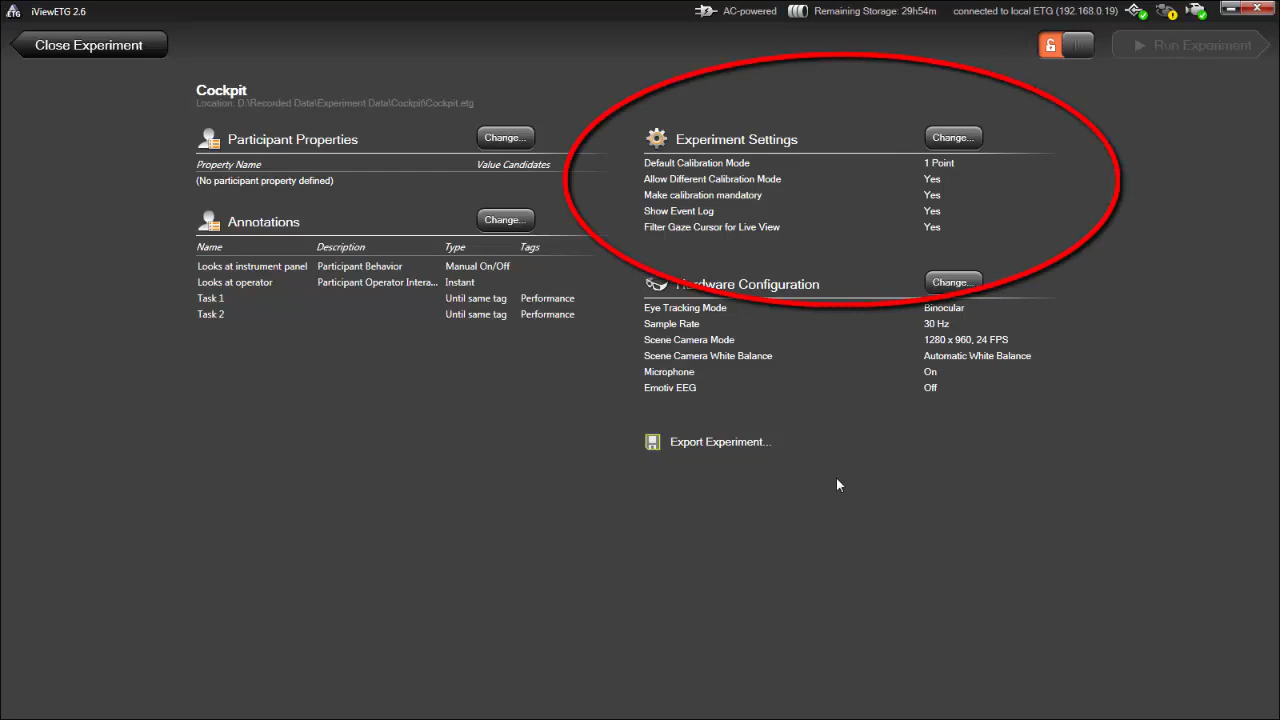 ETG iViewETG 2.6
AC-powered Remaining Storage: 29h54m connected to local ETG (192.168.0.19)
Close Experiment
Run Experiment
Cockpit
Location: D:\Recorded Data\Experiment Data\Cockpit\Cockpit.etg
Participant Properties Change...
Property Name Value Candidates
(No participant property defined)
Annotations Change...
Name Description Type Tags
Looks at instrument panel Participant Behavior Manual On/Off
Looks at operator Participant Operator Intera... Instant
Task 1 Until same tag Performance
Task 2 Until same tag Performance
Experiment Settings Change...
Default Calibration Mode 1 Point
Allow Different Calibration Mode Yes
Make calibration mandatory Yes
Show Event Log Yes
Filter Gaze Cursor for Live View Yes
Hardware Configuration Change...
Eye Tracking Mode Binocular
Sample Rate 30 Hz
Scene Camera Mode 1280 x 960, 24 FPS
Scene Camera White Balance Automatic White Balance
Microphone On
Emotiv EEG Off
Export Experiment...